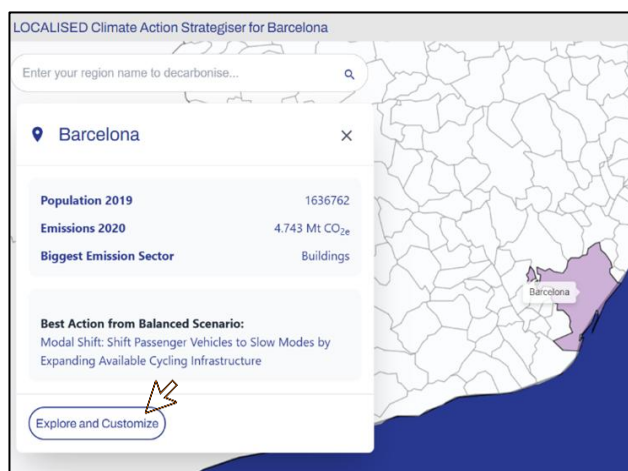 LOCALISED Climate Action Strategiser for Barcelona
Enter your region name to decarbonise...
Barcelona
Population 2019 1636762
Emissions 2020 4.743 Mt CO2e
Biggest Emission Sector Buildings
Barcelona
Best Action from Balanced Scenario:
Modal Shift: Shift Passenger Vehicles to Slow Modes by
Expanding Available Cycling Infrastructure
Explore and Customize